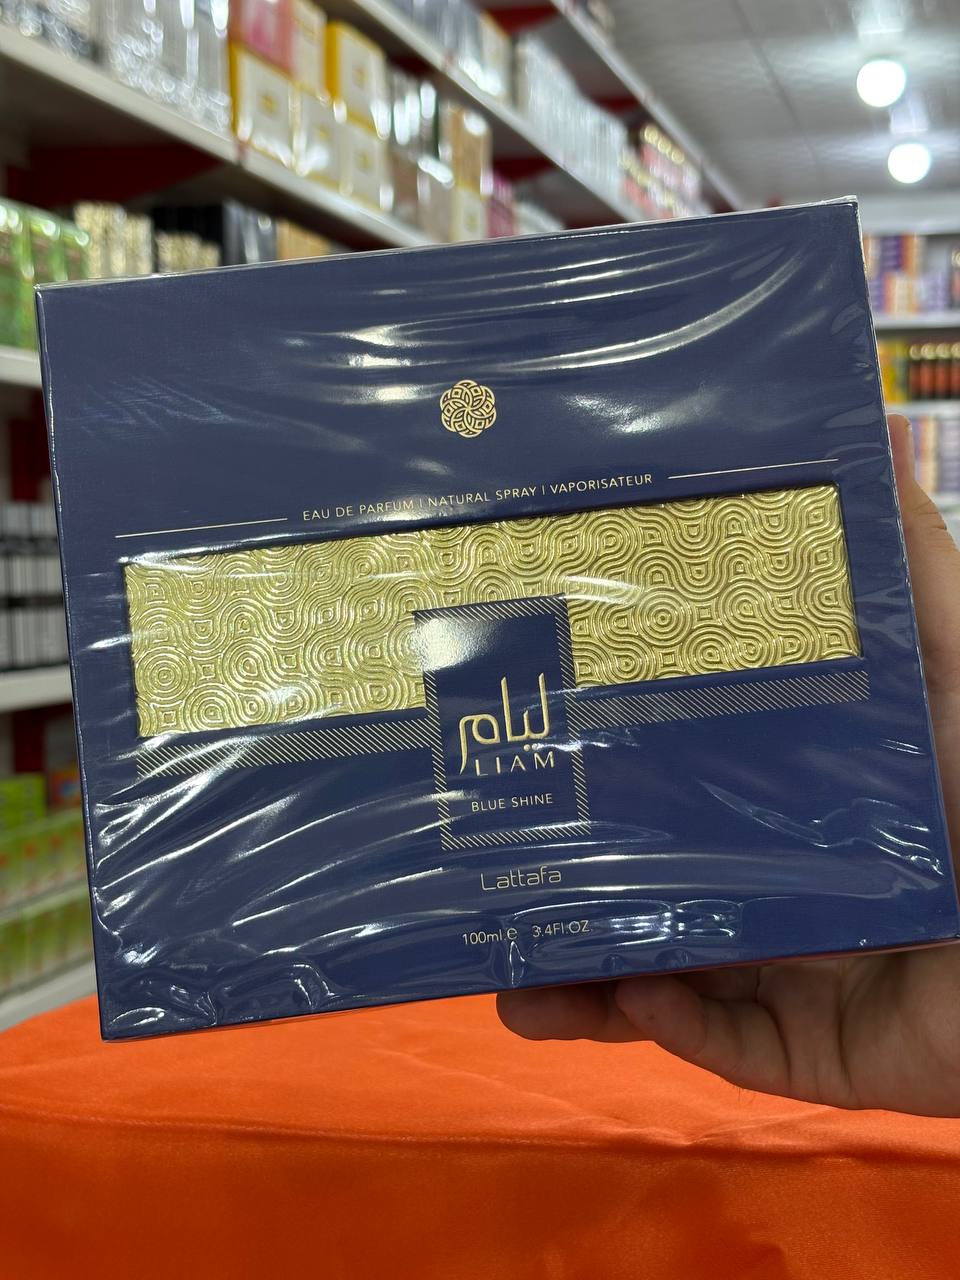 EAU DE PARFUM | NATURAL SPRAY | VAPORISATEUR
ليام
LIAM
BLUE SHINE
Lattafa
100ml e 3.4Fl.OZ.